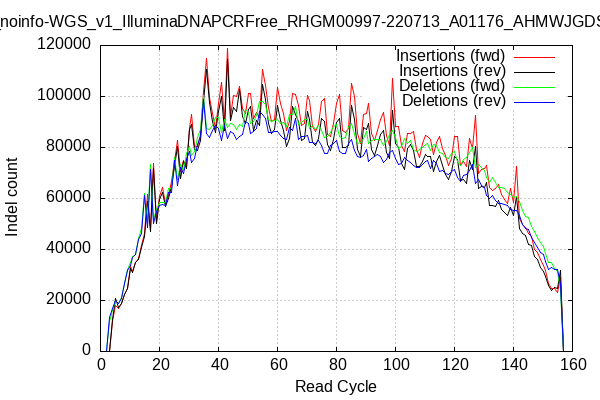 _noinfo-WGS_v1_IlluminaDNAPCRFree_RHGM00997-220713_A01176_AHMWJGDS
Insertions (fwd)
Insertions (rev)
Deletions (fwd)
Deletions (rev)
Indel count
120000
100000
80000
60000
40000
20000
0
0 20 40 60 80 100 120 140 160
Read Cycle